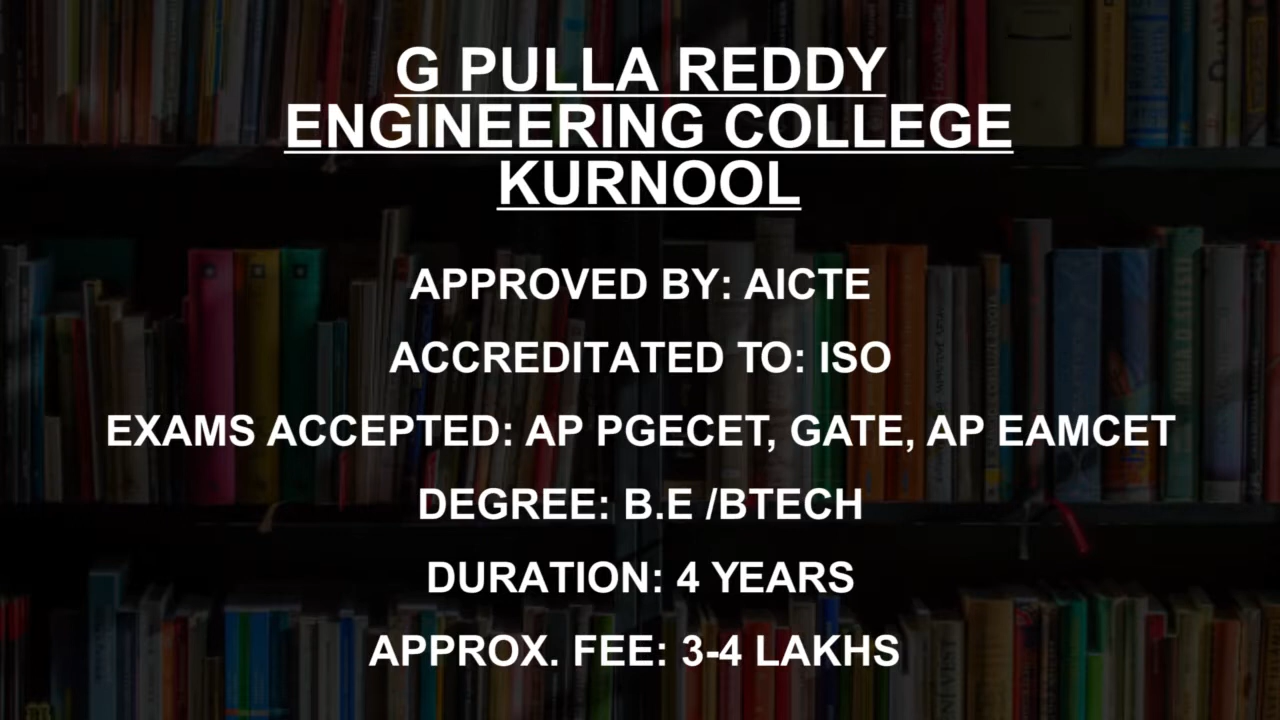 G PULLA REDDY
ENGINEERING COLLEGE
KURNOOL
APPROVED BY: AICTE
ACCREDITATED TO: ISO
EXAMS ACCEPTED: AP PGECET, GATE, AP EAMCET
DEGREE: B.E /BTECH
DURATION: 4 YEARS
APPROX. FEE: 3-4 LAKHS